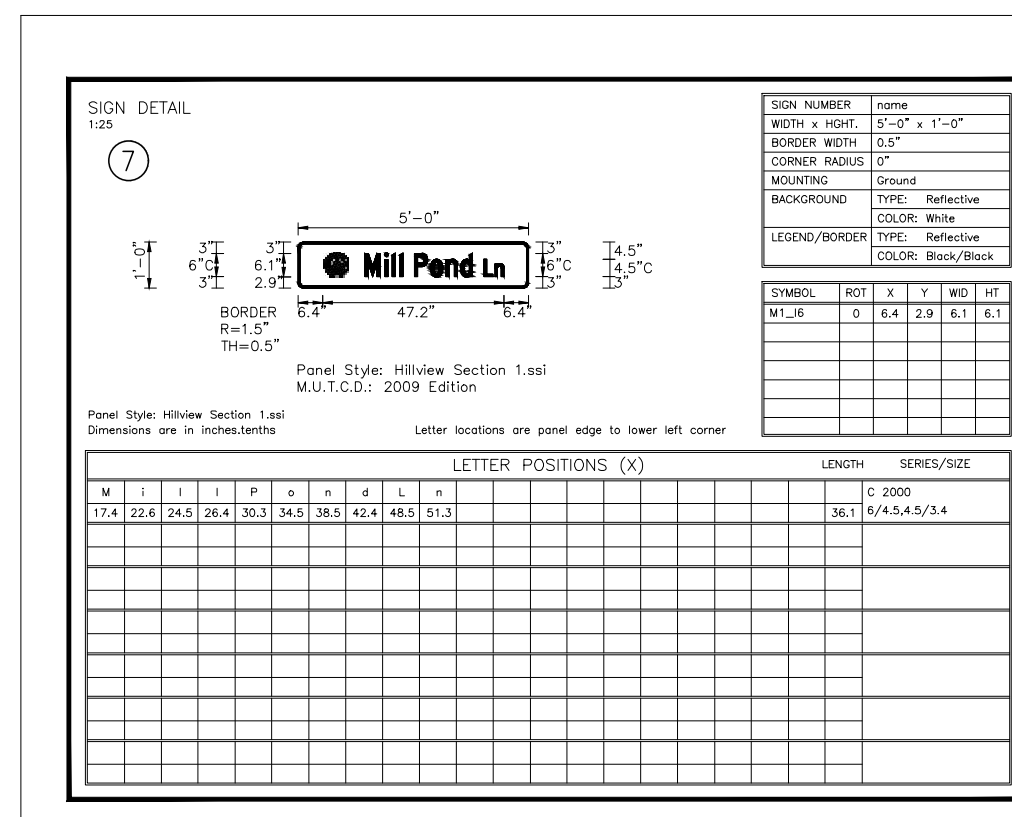 SIGN DETAIL
1:25
7
SIGN NUMBER name
WIDTH x HGHT. 5'-0" x 1'-0"
BORDER WIDTH 0.5"
CORNER RADIUS 0"
MOUNTING Ground
BACKGROUND TYPE: Reflective
COLOR: White
LEGEND/BORDER TYPE: Reflective
COLOR: Black/Black
5'-0"
1'-0"
3" 3" 3" 4.5"
6"C 6.1" Mill Pond Ln 6"C 4.5"C
3" 2.9" 3" 3"
6.4" 47.2" 6.4"
BORDER
R=1.5"
TH=0.5"
SYMBOL ROT X Y WID HT
M1_I6 0 6.4 2.9 6.1 6.1
Panel Style: Hillview Section 1.ssi
M.U.T.C.D.: 2009 Edition
Panel Style: Hillview Section 1.ssi
Dimensions are in inches.tenths Letter locations are panel edge to lower left corner
LETTER POSITIONS (X) LENGTH SERIES/SIZE
M i l l P o n d L n C 2000
17.4 22.6 24.5 26.4 30.3 34.5 38.5 42.4 48.5 51.3 36.1 6/4.5,4.5/3.4